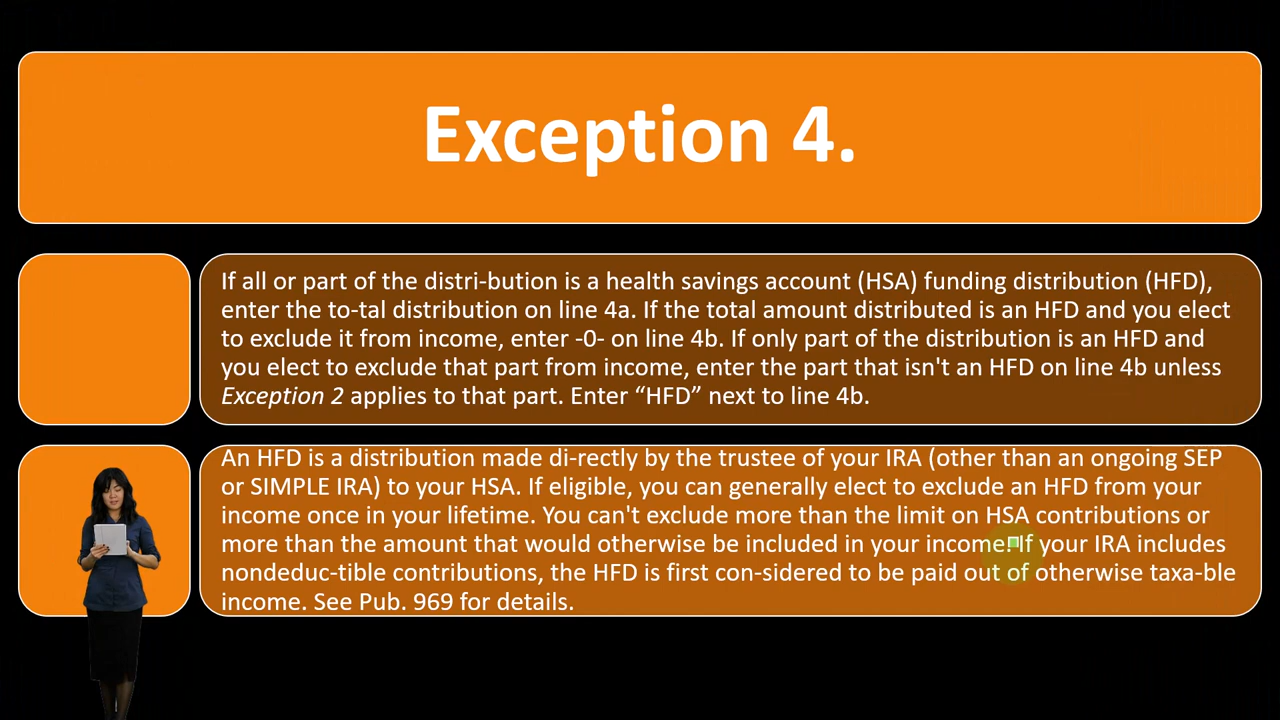 Exception 4.
If all or part of the distri-bution is a health savings account (HSA) funding distribution (HFD),
enter the to-tal distribution on line 4a. If the total amount distributed is an HFD and you elect
to exclude it from income, enter -0- on line 4b. If only part of the distribution is an HFD and
you elect to exclude that part from income, enter the part that isn't an HFD on line 4b unless
Exception 2 applies to that part. Enter “HFD” next to line 4b.
An HFD is a distribution made di-rectly by the trustee of your IRA (other than an ongoing SEP
or SIMPLE IRA) to your HSA. If eligible, you can generally elect to exclude an HFD from your
income once in your lifetime. You can't exclude more than the limit on HSA contributions or
more than the amount that would otherwise be included in your income. If your IRA includes
nondeduc-tible contributions, the HFD is first con-sidered to be paid out of otherwise taxa-ble
income. See Pub. 969 for details.